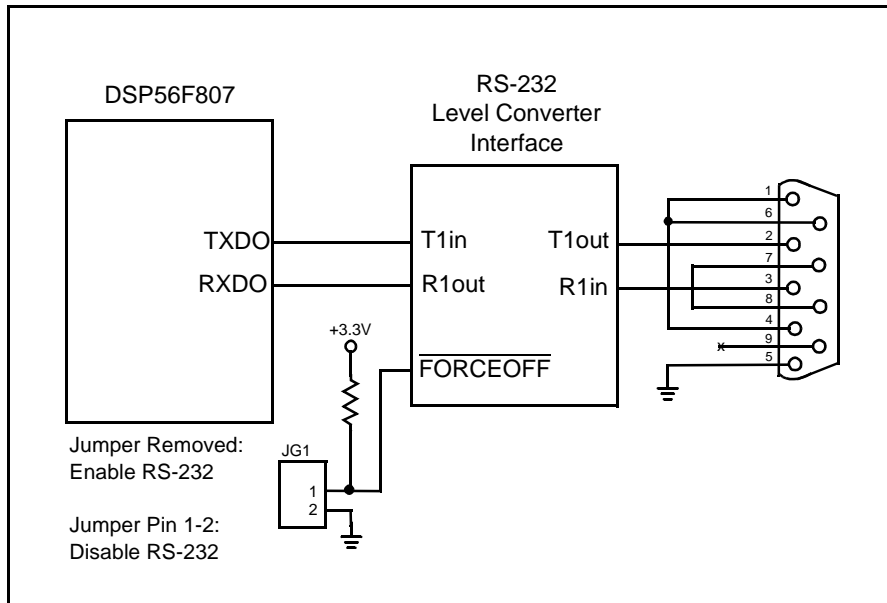 DSP56F807
RS-232
Level Converter
Interface
TXDO
RXDO
T1in
R1out
FORCEOFF
T1out
R1in
1
6
2
7
3
8
4
9
x
5
+3.3V
JG1
1
2
Jumper Removed:
Enable RS-232
Jumper Pin 1-2:
Disable RS-232